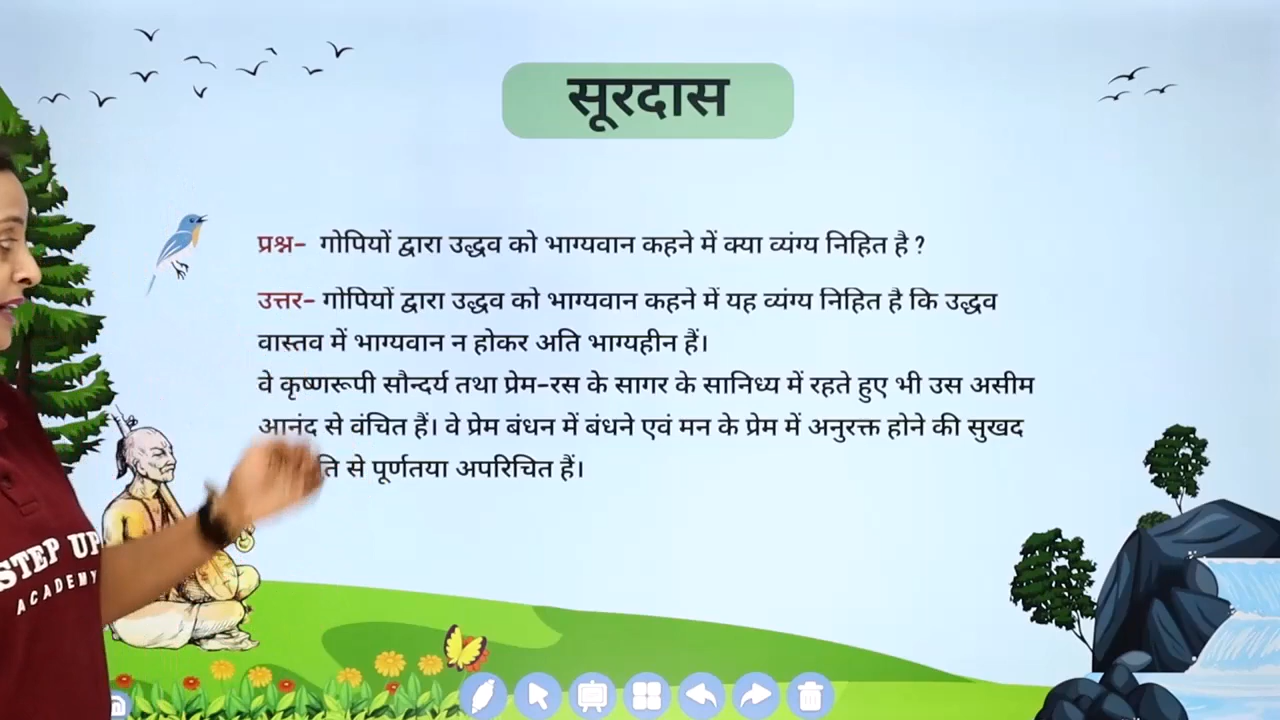 सूरदास
प्रश्न- गोपियों द्वारा उद्धव को भाग्यवान कहने में क्या व्यंग्य निहित है ?
उत्तर- गोपियों द्वारा उद्धव को भाग्यवान कहने में यह व्यंग्य निहित है कि उद्धव
वास्तव में भाग्यवान न होकर अति भाग्यहीन हैं।
वे कृष्णरूपी सौन्दर्य तथा प्रेम-रस के सागर के सानिध्य में रहते हुए भी उस असीम
आनंद से वंचित हैं। वे प्रेम बंधन में बंधने एवं मन के प्रेम में अनुरक्त होने की सुखद
से पूर्णतया अपरिचित हैं।
STEP UP
ACADEMY